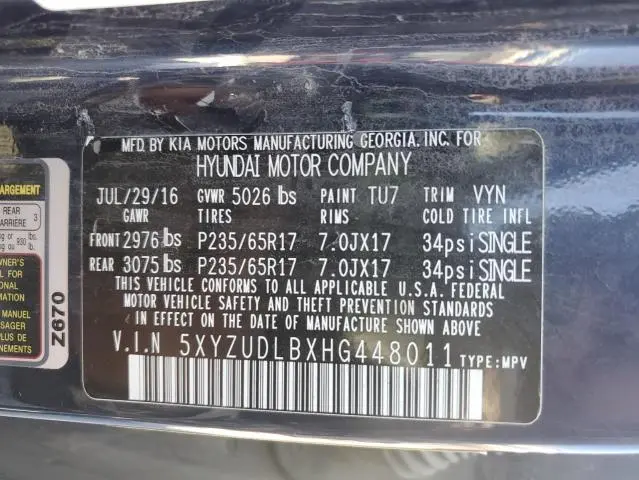 MFD. BY KIA MOTORS MANUFACTURING GEORGIA. INC. FOR
HYUNDAI MOTOR COMPANY
JUL/29/16 GVWR 5026 lbs PAINT TU7 TRIM VYN
GAWR TIRES RIMS COLD TIRE INFL
FRONT 2976 lbs P235/65R17 7.0JX17 34psi SINGLE
REAR 3075 lbs P235/65R17 7.0JX17 34psi SINGLE
THIS VEHICLE CONFORMS TO ALL APPLICABLE U.S.A. FEDERAL
MOTOR VEHICLE SAFETY AND THEFT PREVENTION STANDARDS
IN EFFECT ON THE DATE OF MANUFACTURE SHOWN ABOVE.
V.I.N 5XYZUDLBXHG448011 TYPE:MPV
REAR 3
lbs. 930
Z670